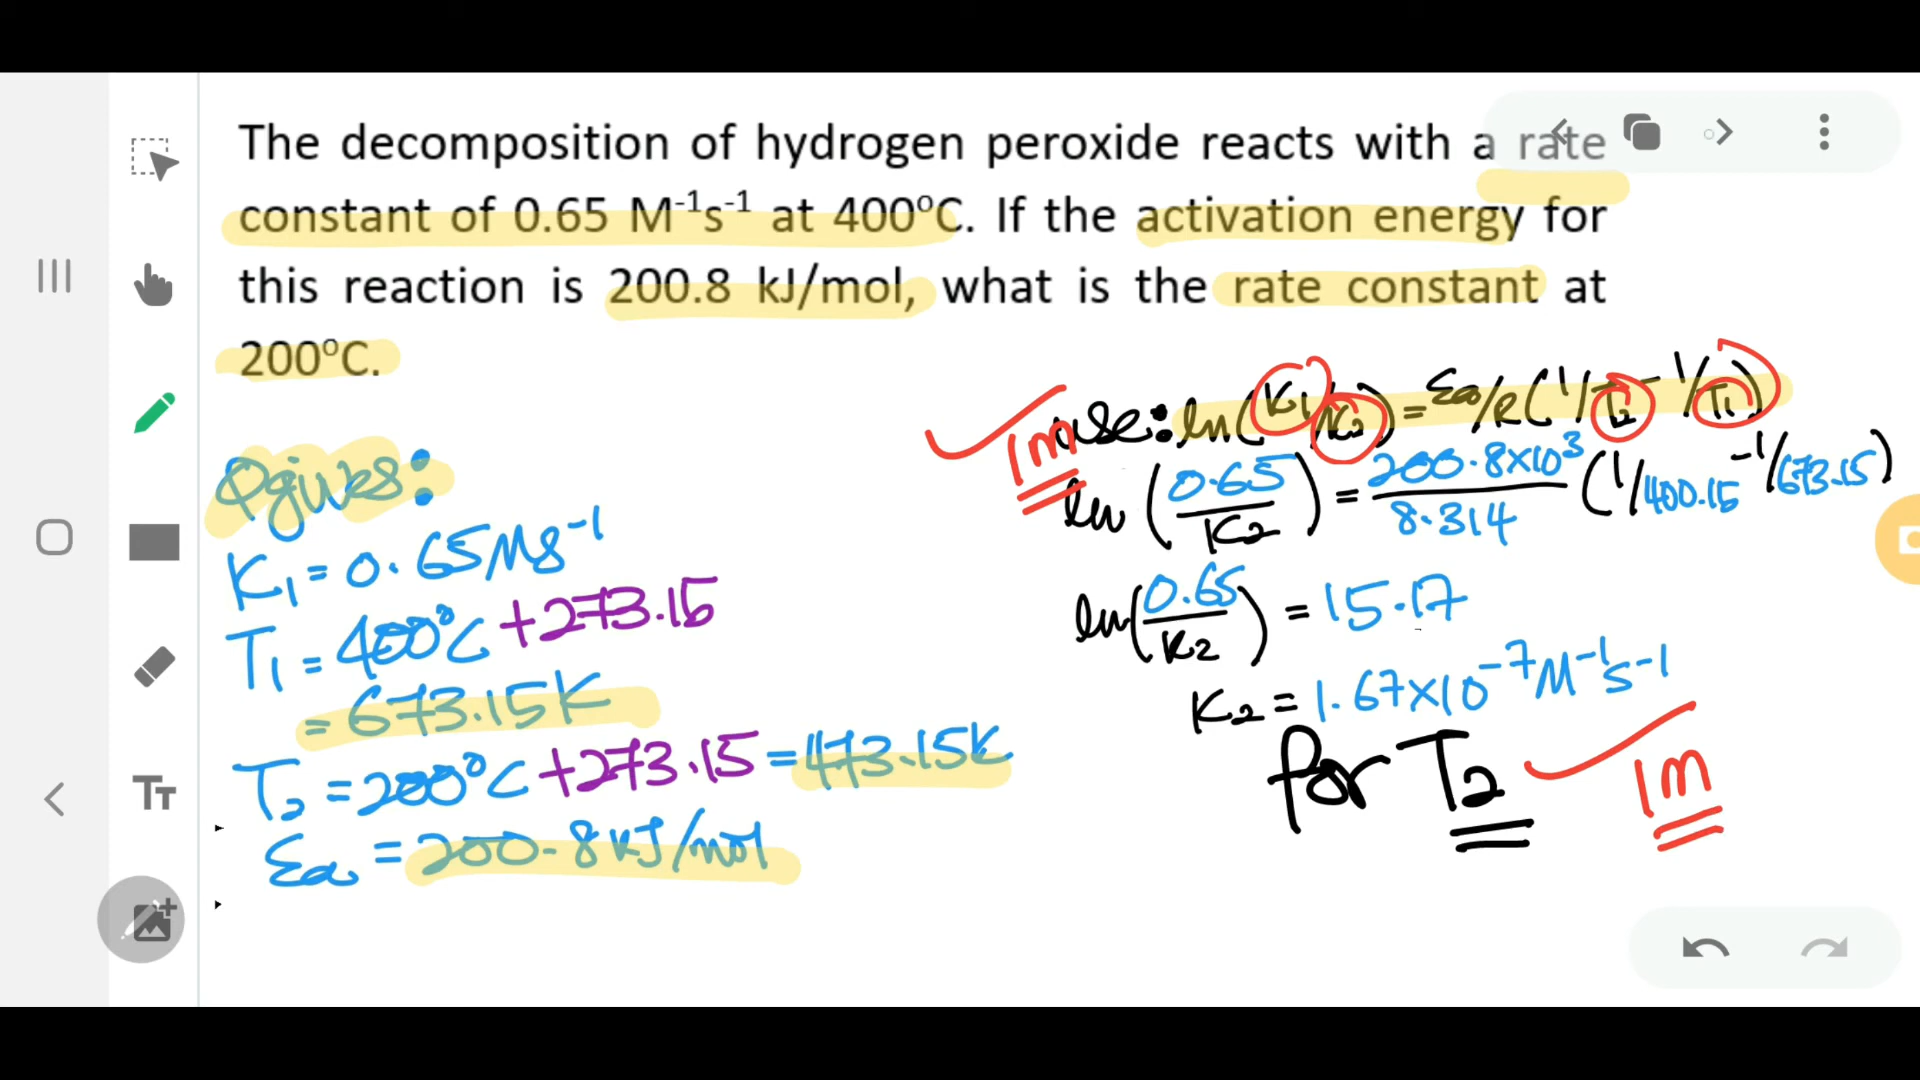 The decomposition of hydrogen peroxide reacts with a rate
constant of 0.65 M⁻¹s⁻¹ at 400°C. If the activation energy for
this reaction is 200.8 kJ/mol, what is the rate constant at
200°C.
Q gives:
K₁ = 0.65 Ms⁻¹
T₁ = 400°C +273.15
= 673.15K
T₂ = 200°C +273.15 = 473.15K
Ea = 200.8 kJ/mol
use: ln(K₁/K₂) = Ea/R (1/T₂ - 1/T₁)
1m
ln (0.65/K₂) = 200.8×10³/8.314 (1/400.15 - 1/673.15)
ln(0.65/K₂) = 15.17
K₂ = 1.67×10⁻⁷ M⁻¹s⁻¹
for T₂
1m
TT